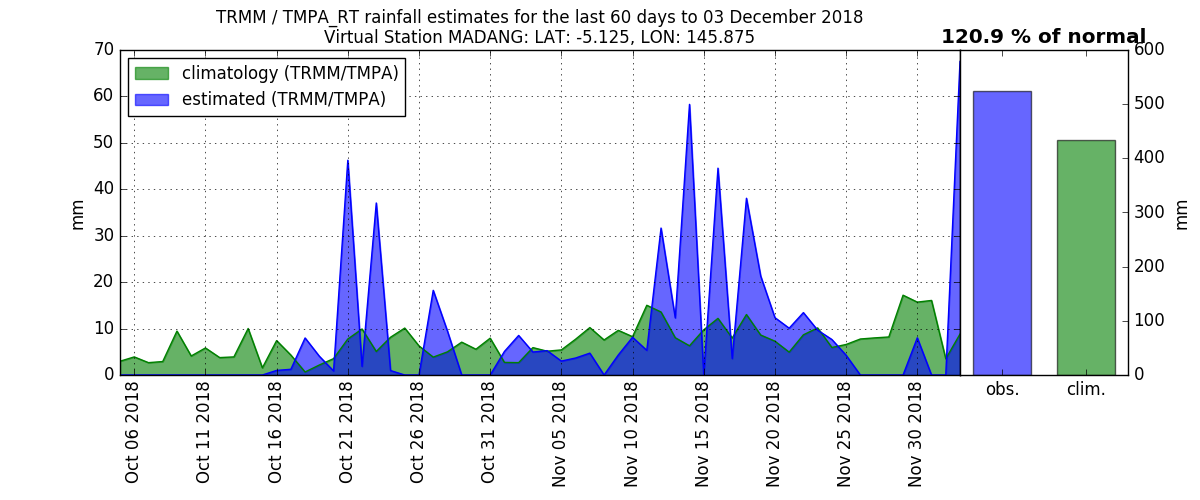 TRMM / TMPA_RT rainfall estimates for the last 60 days to 03 December 2018
Virtual Station MADANG: LAT: -5.125, LON: 145.875
120.9 % of normal
climatology (TRMM/TMPA)
estimated (TRMM/TMPA)
mm
70
60
50
40
30
20
10
0
Oct 06 2018
Oct 11 2018
Oct 16 2018
Oct 21 2018
Oct 26 2018
Oct 31 2018
Nov 05 2018
Nov 10 2018
Nov 15 2018
Nov 20 2018
Nov 25 2018
Nov 30 2018
obs.
clim.
600
500
400
300
200
100
0
mm